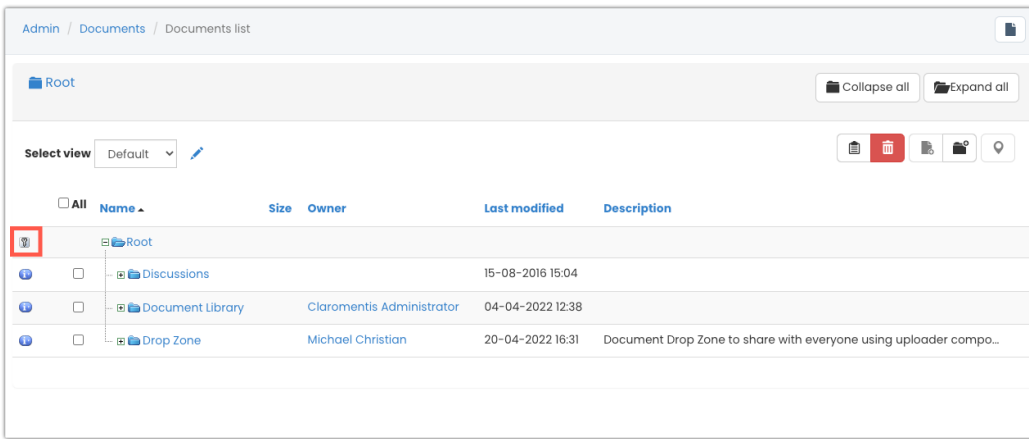 Admin / Documents / Documents list
Root
Collapse all Expand all
Select view Default
All Name Size Owner Last modified Description
Root
Discussions 15-08-2016 15:04
Document Library Claromentis Administrator 04-04-2022 12:38
Drop Zone Michael Christian 20-04-2022 16:31 Document Drop Zone to share with everyone using uploader compo...